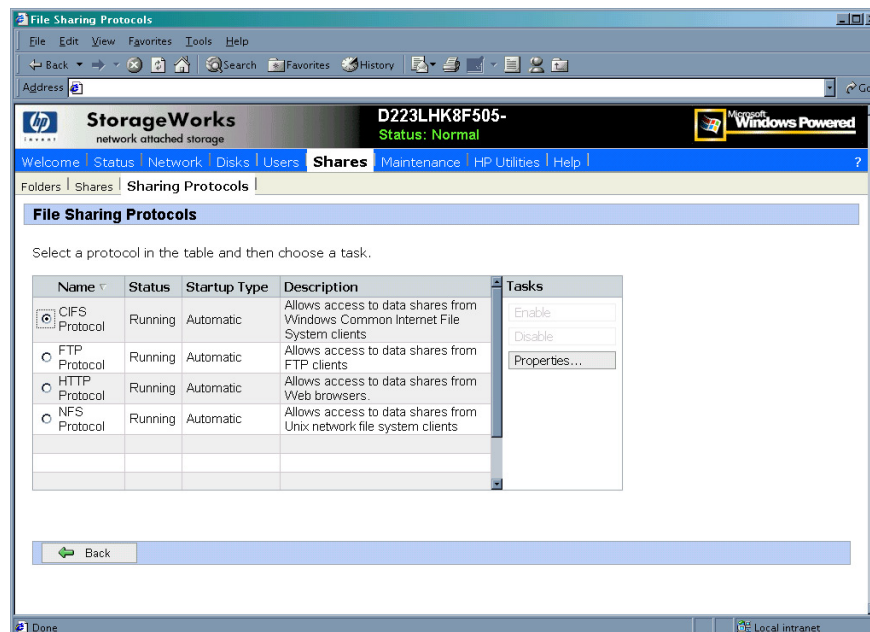 File Sharing Protocols
File Edit View Favorites Tools Help
Back Search Favorites History
Address
hp StorageWorks D223LHK8F505- Microsoft Windows Powered
invent network attached storage Status: Normal
Welcome | Status | Network | Disks | Users | Shares | Maintenance | HP Utilities | Help | ?
Folders | Shares | Sharing Protocols |
File Sharing Protocols
Select a protocol in the table and then choose a task.
Name Status Startup Type Description Tasks
CIFS Protocol Running Automatic Allows access to data shares from Windows Common Internet File System clients
Enable
Disable
Properties...
FTP Protocol Running Automatic Allows access to data shares from FTP clients
HTTP Protocol Running Automatic Allows access to data shares from Web browsers.
NFS Protocol Running Automatic Allows access to data shares from Unix network file system clients
Back
Done Local intranet